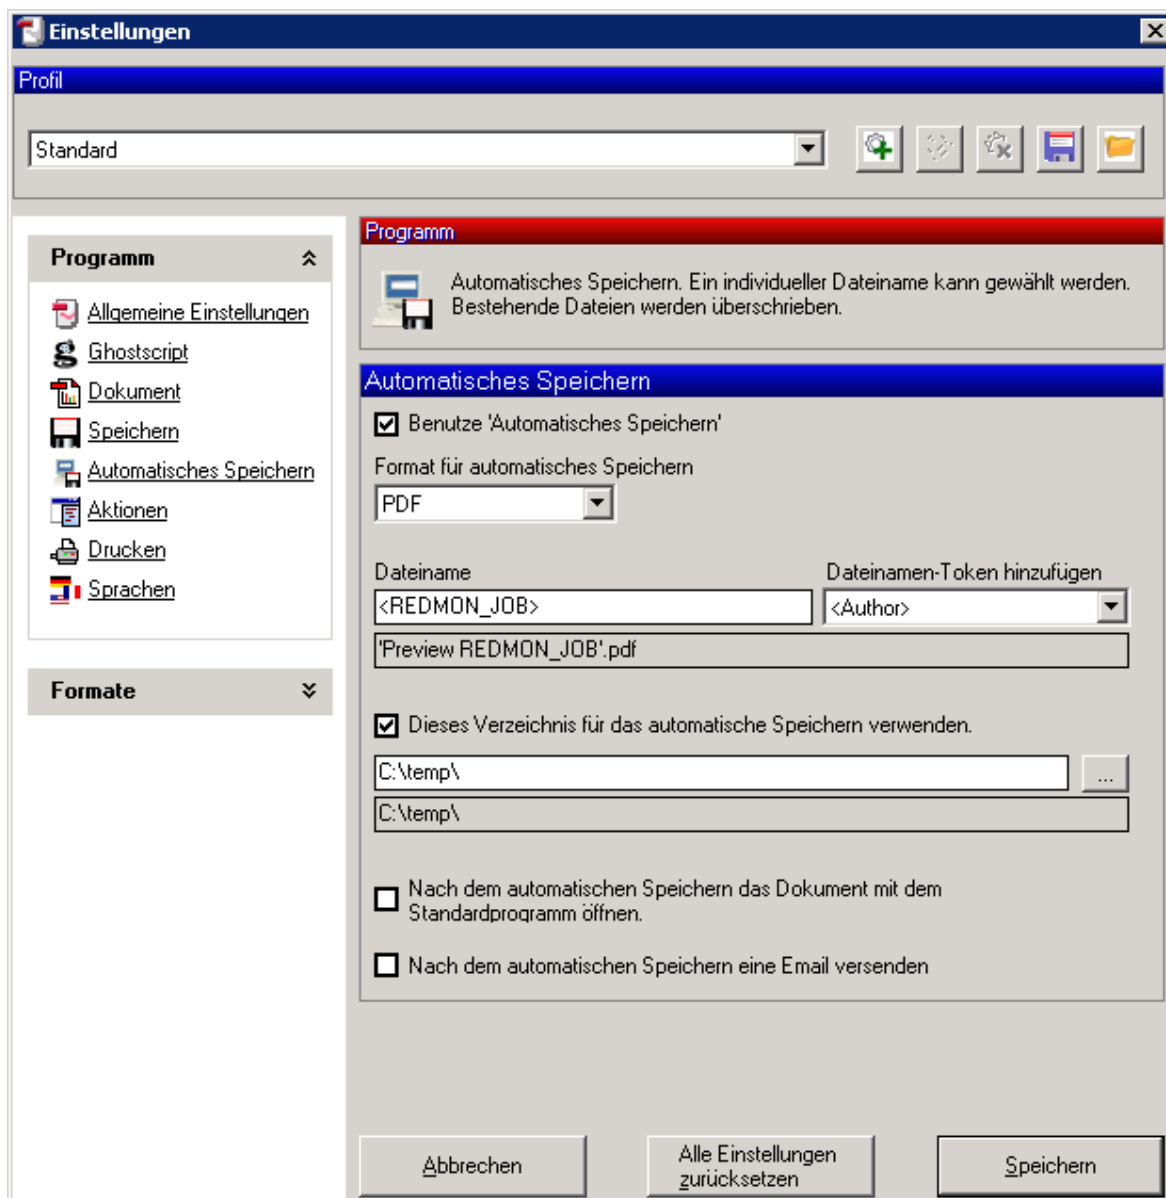 Einstellungen
Profil
Standard
Programm
Allgemeine Einstellungen
Ghostscript
Dokument
Speichern
Automatisches Speichern
Aktionen
Drucken
Sprachen
Formate
Programm
Automatisches Speichern. Ein individueller Dateiname kann gewählt werden.
Bestehende Dateien werden überschrieben.
Automatisches Speichern
Benutze 'Automatisches Speichern'
Format für automatisches Speichern
PDF
Dateiname
Dateinamen-Token hinzufügen
<REDMON_JOB>
<Author>
'Preview REDMON_JOB'.pdf
Dieses Verzeichnis für das automatische Speichern verwenden.
C:\temp\
...
C:\temp\
Nach dem automatischen Speichern das Dokument mit dem
Standardprogramm öffnen.
Nach dem automatischen Speichern eine Email versenden
Abbrechen
Alle Einstellungen
zurücksetzen
Speichern